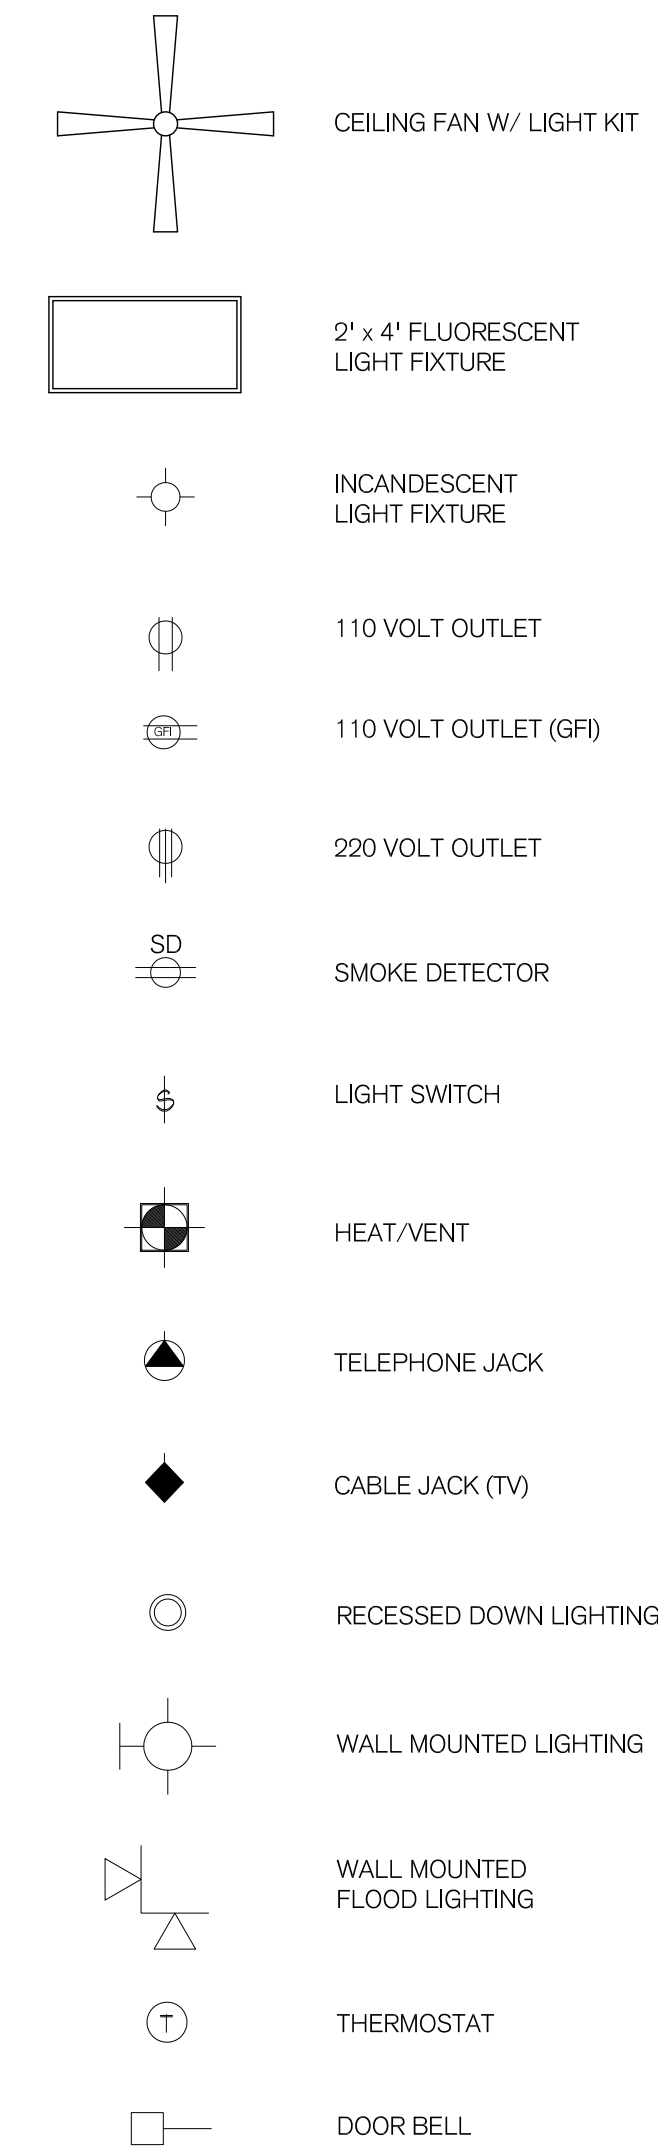 CEILING FAN W/ LIGHT KIT
2' x 4' FLUORESCENT
LIGHT FIXTURE
INCANDESCENT
LIGHT FIXTURE
110 VOLT OUTLET
GFI
110 VOLT OUTLET (GFI)
220 VOLT OUTLET
SD
SMOKE DETECTOR
S
LIGHT SWITCH
HEAT/VENT
TELEPHONE JACK
CABLE JACK (TV)
RECESSED DOWN LIGHTING
WALL MOUNTED LIGHTING
WALL MOUNTED
FLOOD LIGHTING
T
THERMOSTAT
DOOR BELL